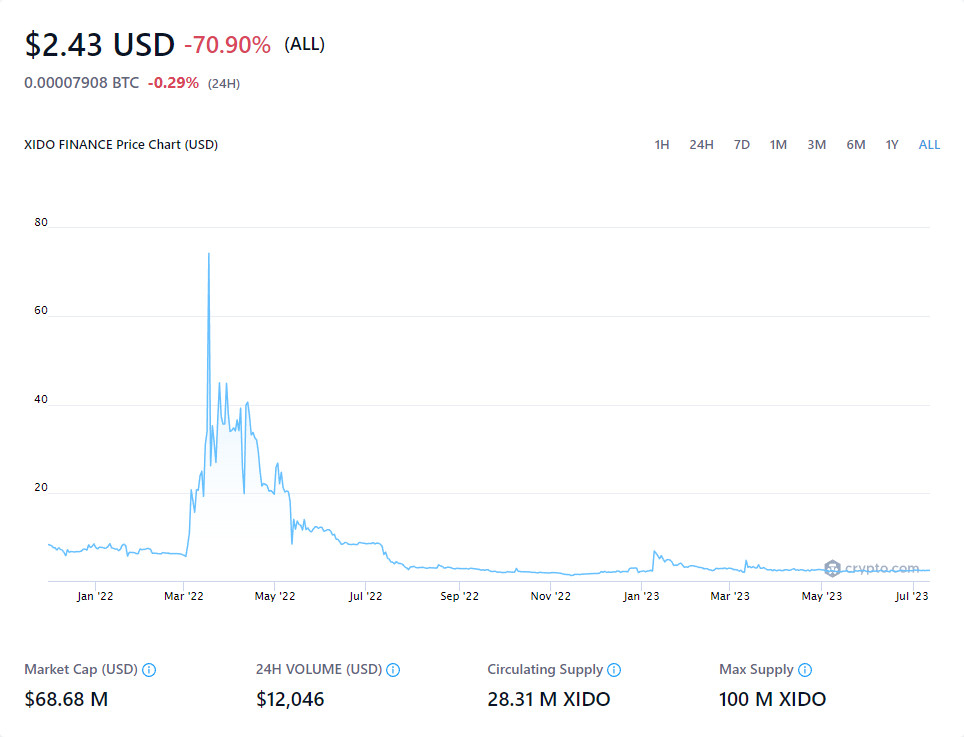 $2.43 USD -70.90% (ALL)
0.00007908 BTC -0.29% (24H)
XIDO FINANCE Price Chart (USD) 1H 24H 7D 1M 3M 6M 1Y ALL
80
60
40
20
crypto.com
Jan '22 Mar '22 May '22 Jul '22 Sep '22 Nov '22 Jan '23 Mar '23 May '23 Jul '23
Market Cap (USD) 24H VOLUME (USD) Circulating Supply Max Supply
$68.68 M $12,046 28.31 M XIDO 100 M XIDO